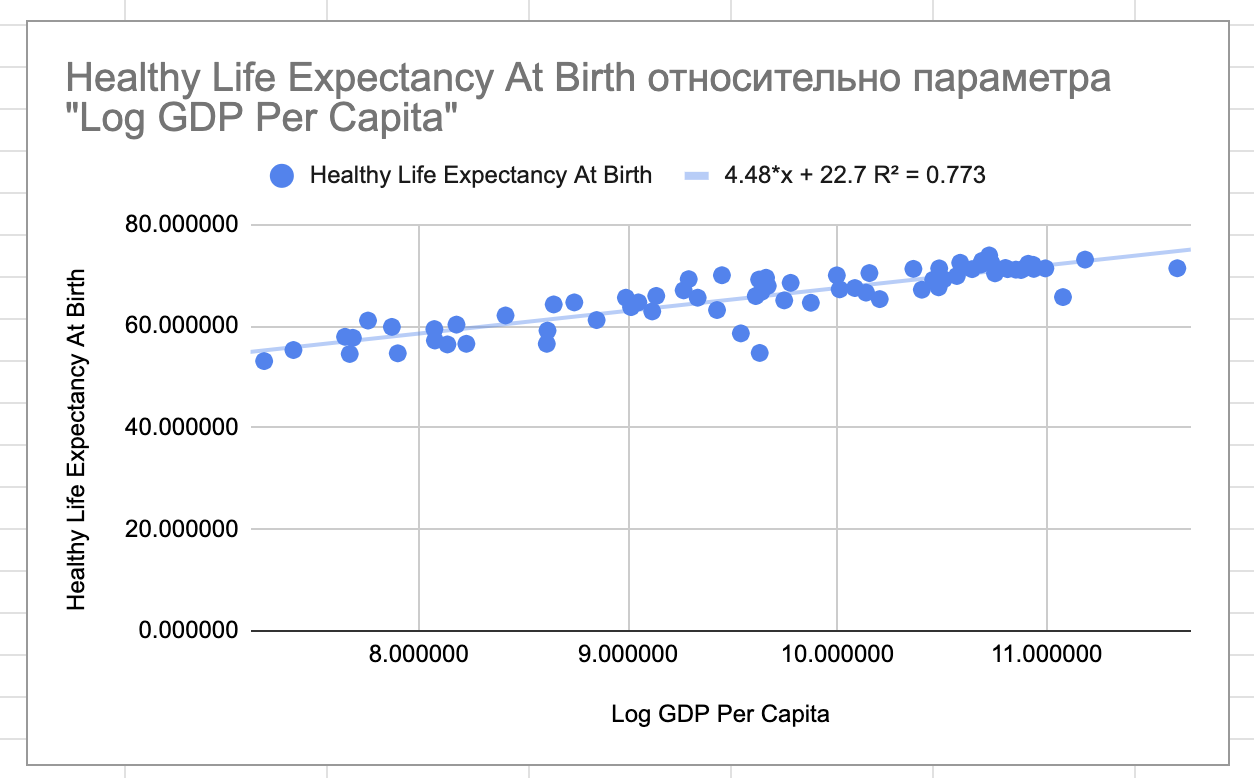 Healthy Life Expectancy At Birth относительно параметра
"Log GDP Per Capita"
Healthy Life Expectancy At Birth
4.48*x + 22.7 R² = 0.773
Healthy Life Expectancy At Birth
80.000000
60.000000
40.000000
20.000000
0.000000
8.000000
9.000000
10.000000
11.000000
Log GDP Per Capita